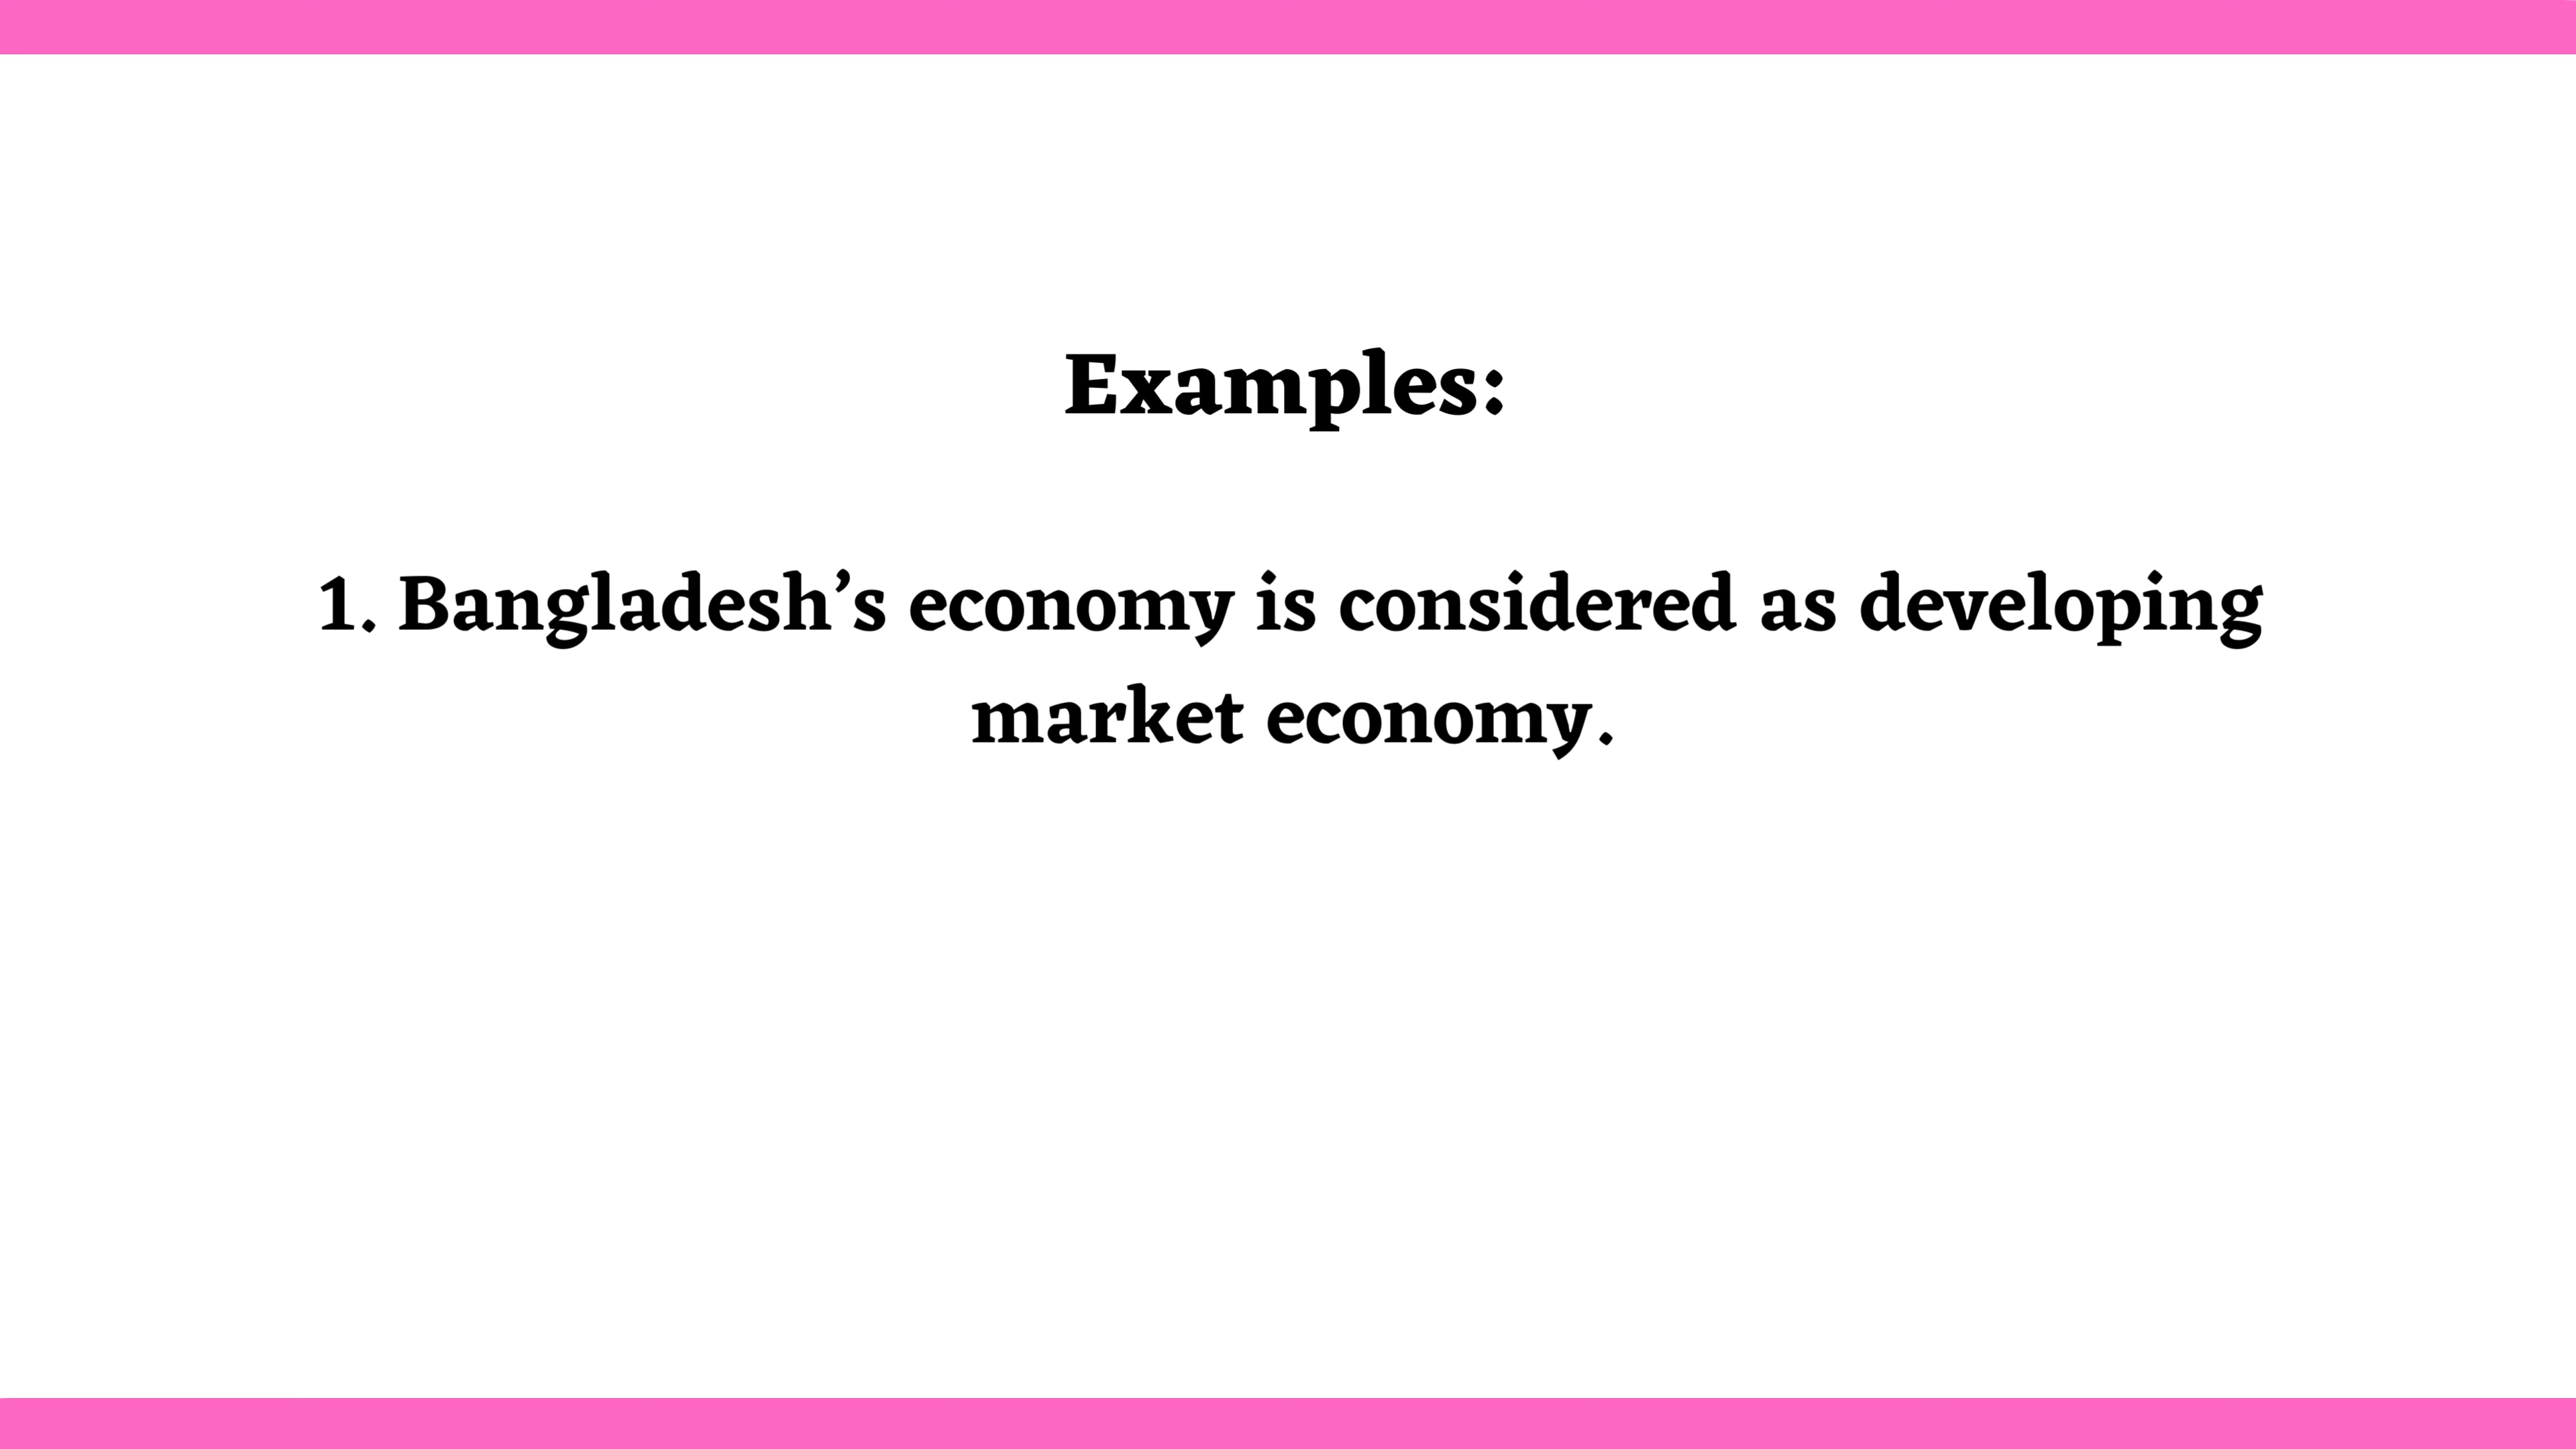 Examples:
1. Bangladesh’s economy is considered as developing
market economy.